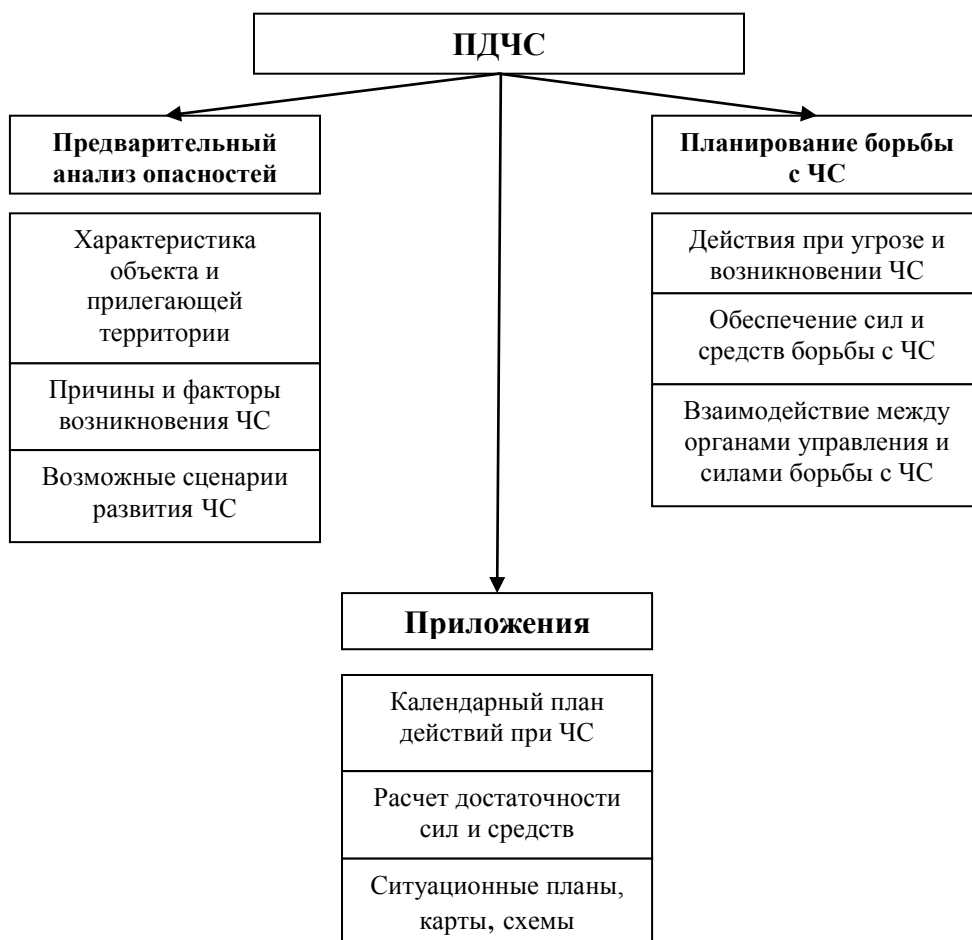 ПДЧС
Предварительный
анализ опасностей
Характеристика
объекта и
прилегающей
территории
Причины и факторы
возникновения ЧС
Возможные сценарии
развития ЧС
Планирование борьбы
с ЧС
Действия при угрозе и
возникновении ЧС
Обеспечение сил и
средств борьбы с ЧС
Взаимодействие между
органами управления и
силами борьбы с ЧС
Приложения
Календарный план
действий при ЧС
Расчет достаточности
сил и средств
Ситуационные планы,
карты, схемы